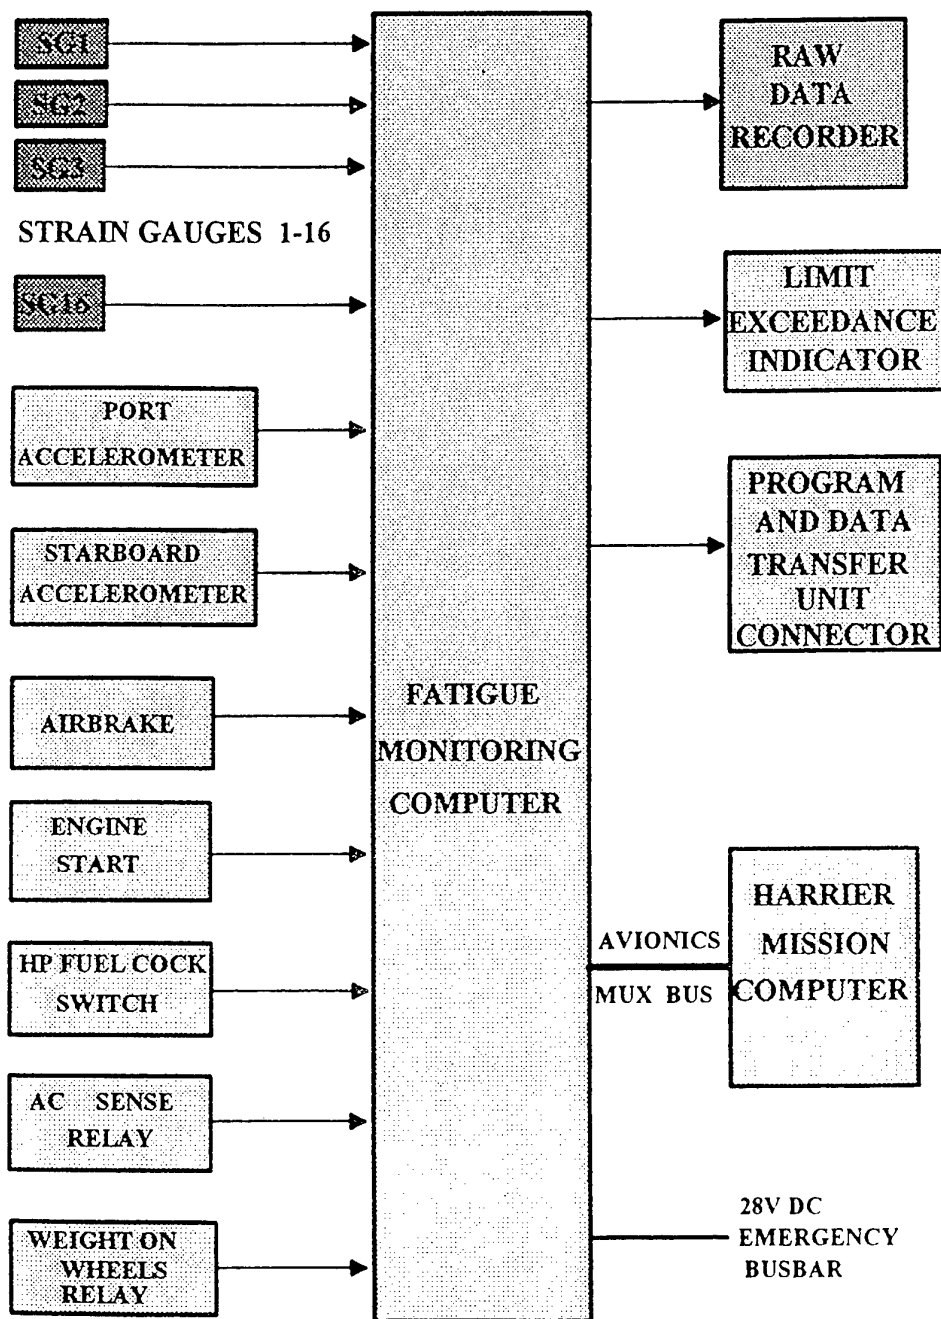 SG1
SG2
SG3
STRAIN GAUGES 1-16
SG16
PORT
ACCELEROMETER
STARBOARD
ACCELEROMETER
AIRBRAKE
ENGINE
START
HP FUEL COCK
SWITCH
AC SENSE
RELAY
WEIGHT ON
WHEELS
RELAY
FATIGUE
MONITORING
COMPUTER
RAW
DATA
RECORDER
LIMIT
EXCEEDANCE
INDICATOR
PROGRAM
AND DATA
TRANSFER
UNIT
CONNECTOR
AVIONICS
MUX BUS
HARRIER
MISSION
COMPUTER
28V DC
EMERGENCY
BUSBAR